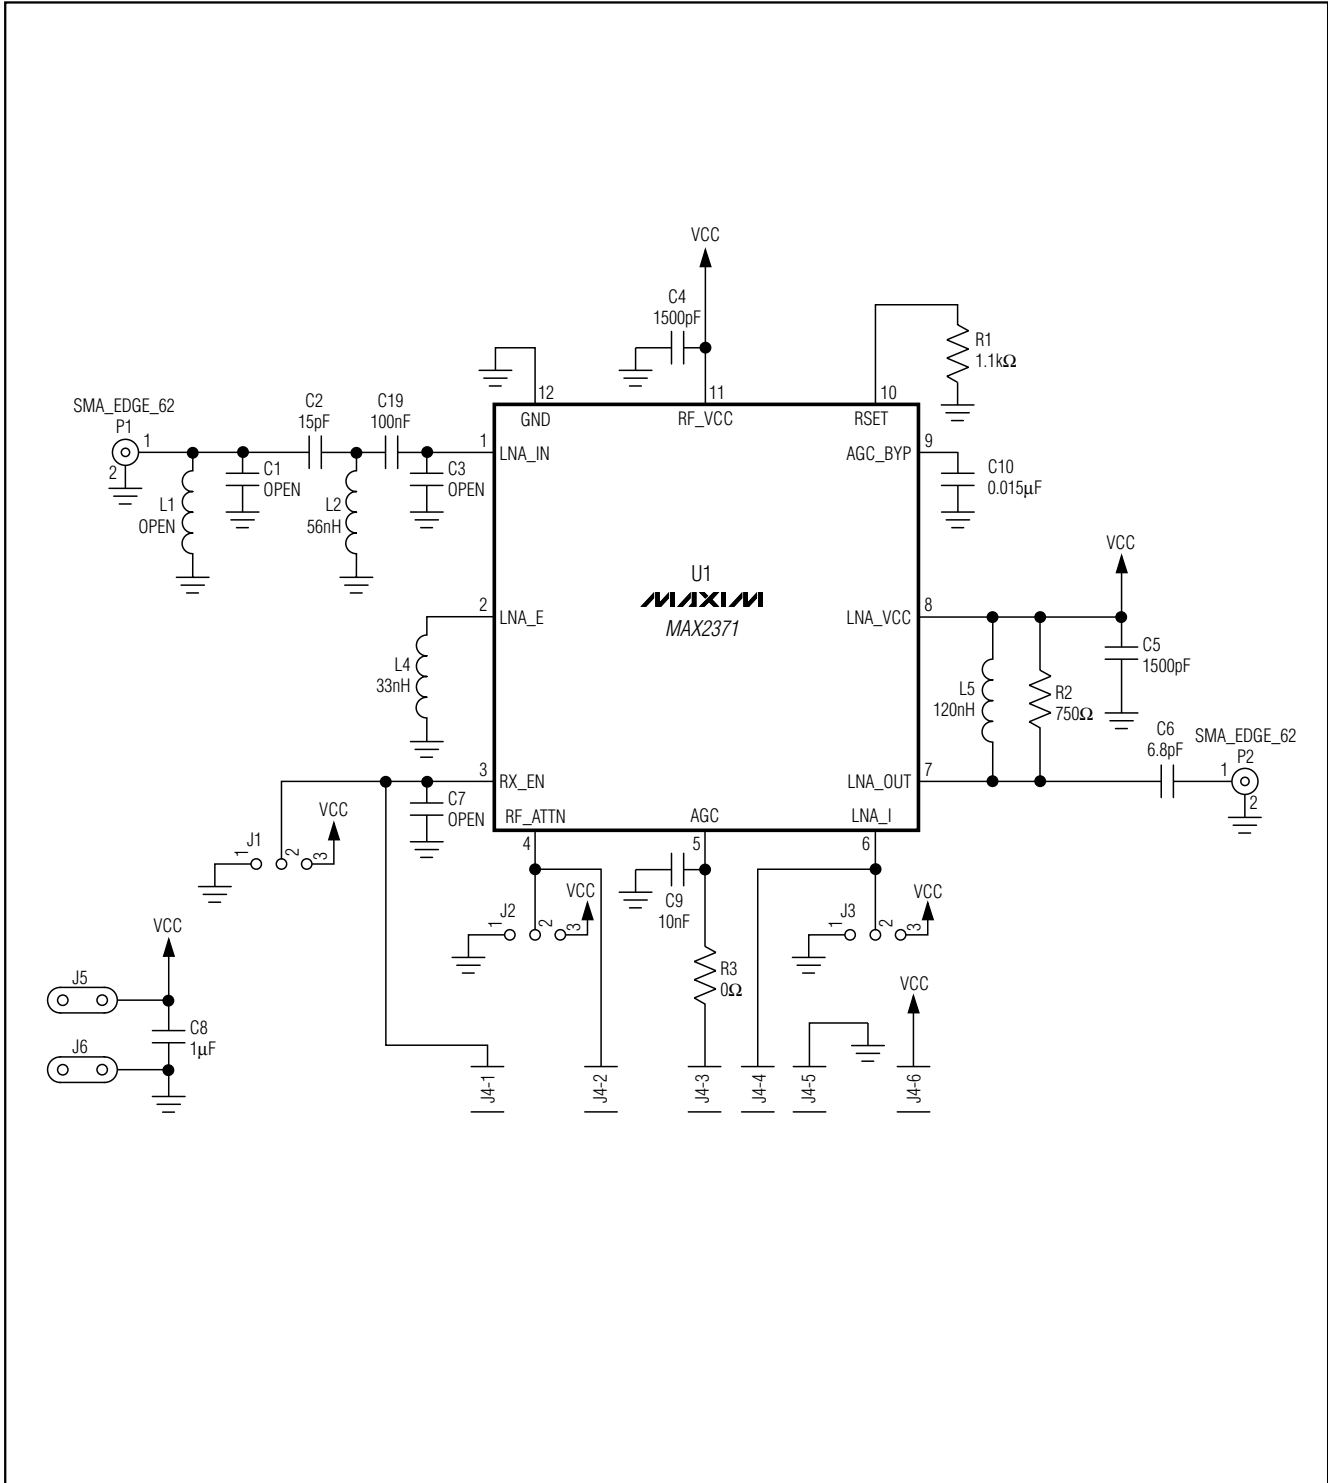 VCC
C4
1500pF
R1
1.1kΩ
12
11
10
SMA_EDGE_62
P1
C2
15pF
C19
100nF
GND
RF_VCC
RSET
1
1
LNA_IN
AGC_BYP
9
2
C1
OPEN
C3
OPEN
C10
0.015µF
L1
OPEN
L2
56nH
VCC
U1
MAXIM
MAX2371
2
LNA_E
LNA_VCC
8
L4
33nH
C5
1500pF
L5
120nH
R2
750Ω
C6
6.8pF
SMA_EDGE_62
P2
3
RX_EN
LNA_OUT
7
1
2
C7
OPEN
RF_ATTN
AGC
LNA_I
4
5
6
J1
1
2
3
VCC
J2
1
2
3
VCC
C9
10nF
J3
1
2
3
VCC
VCC
R3
0Ω
VCC
J5
C8
1µF
J6
J4-1
J4-2
J4-3
J4-4
J4-5
J4-6